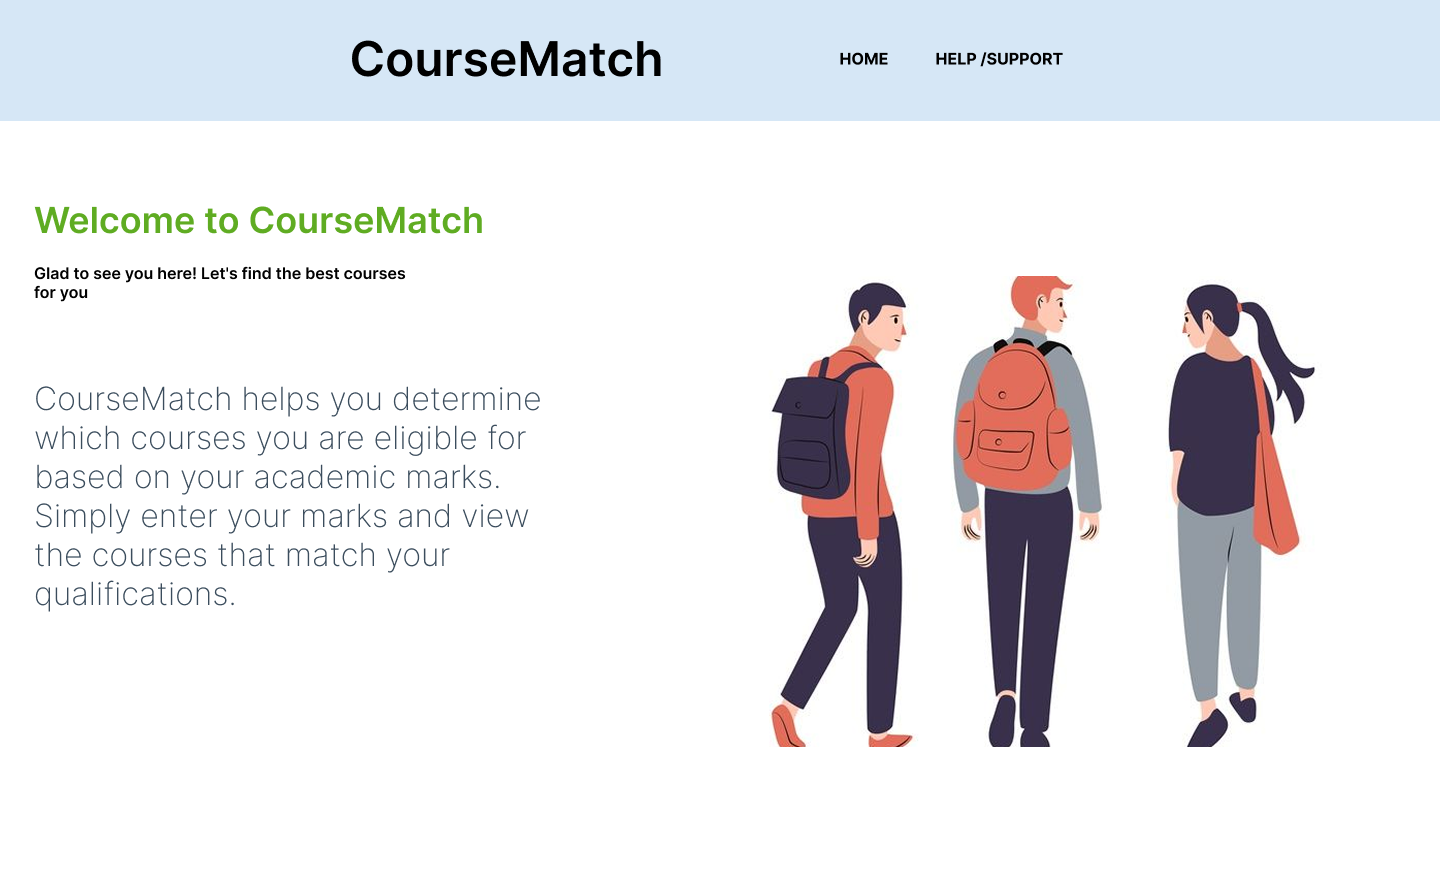 CourseMatch
HOME
HELP /SUPPORT
Welcome to CourseMatch
Glad to see you here! Let's find the best courses
for you
CourseMatch helps you determine
which courses you are eligible for
based on your academic marks.
Simply enter your marks and view
the courses that match your
qualifications.